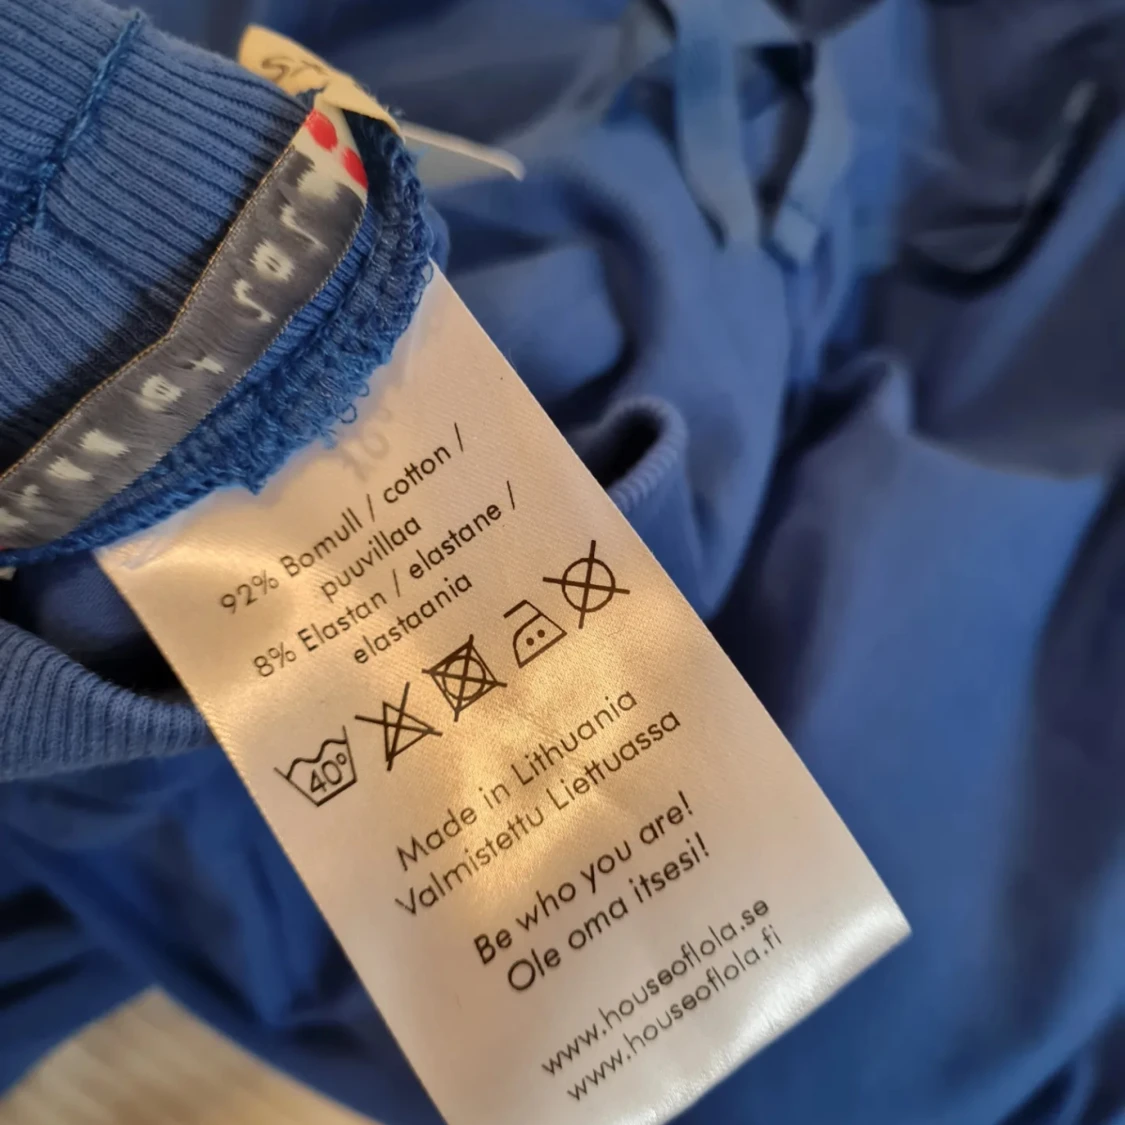 92% Bomull / cotton /
puuvillaa
8% Elastan / elastane /
elastaania
40°
Made in Lithuania
Valmistettu Liettuassa
Be who you are!
Ole oma itsesi!
www.houseoflola.se
www.houseoflola.fi